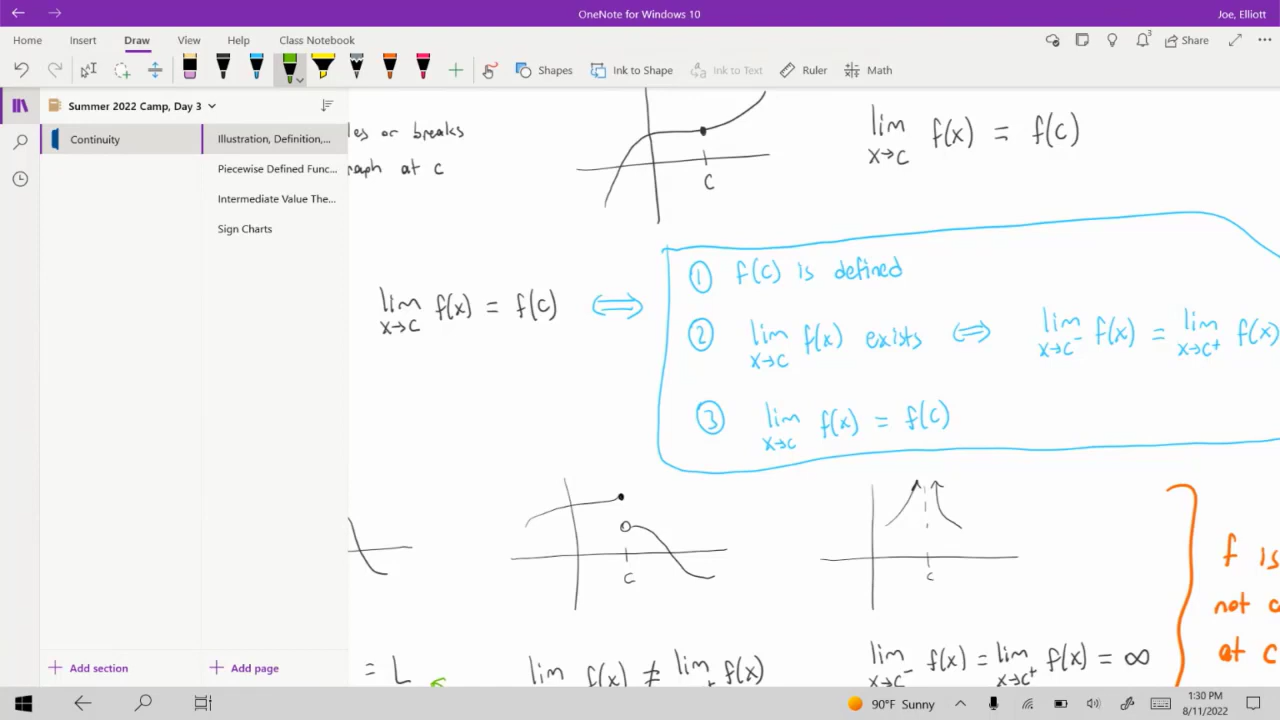 OneNote for Windows 10
Joe, Elliott
Home
Insert
Draw
View
Help
Class Notebook
3
Share
Shapes
Ink to Shape
Ink to Text
Ruler
Math
Summer 2022 Camp, Day 3
Continuity
Illustration, Definition,...
Piecewise Defined Func...
Intermediate Value The...
Sign Charts
or breaks
at c
c
lim f(x) = f(c)
x→c
lim f(x) = f(c) ⟺
x→c
① f(c) is defined
② lim f(x) exists ⟺ lim f(x) = lim f(x)
x→c x→c⁻ x→c⁺
③ lim f(x) = f(c)
x→c
c
c
f is
not c
at c
= L
lim f(x) ≠ lim f(x)
lim f(x) = lim f(x) = ∞
x→c⁻ x→c⁺
Add section
Add page
90°F Sunny
1:30 PM
8/11/2022